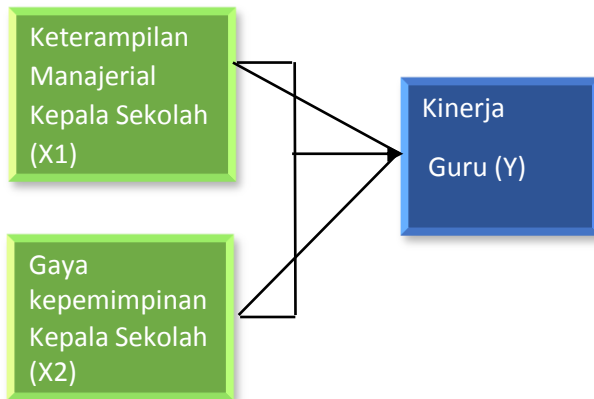 Keterampilan
Manajerial
Kepala Sekolah
(X1)
Kinerja
Guru (Y)
Gaya
kepemimpinan
Kepala Sekolah
(X2)